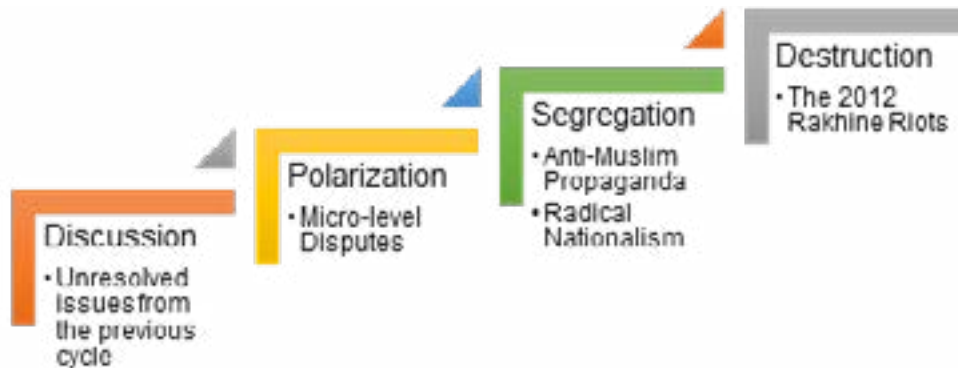 Discussion
• Unresolved
issues from
the previous
cycle
Polarization
• Micro-level
Disputes
Segregation
• Anti-Muslim
Propaganda
• Radical
Nationalism
Destruction
• The 2012
Rakhine Riots